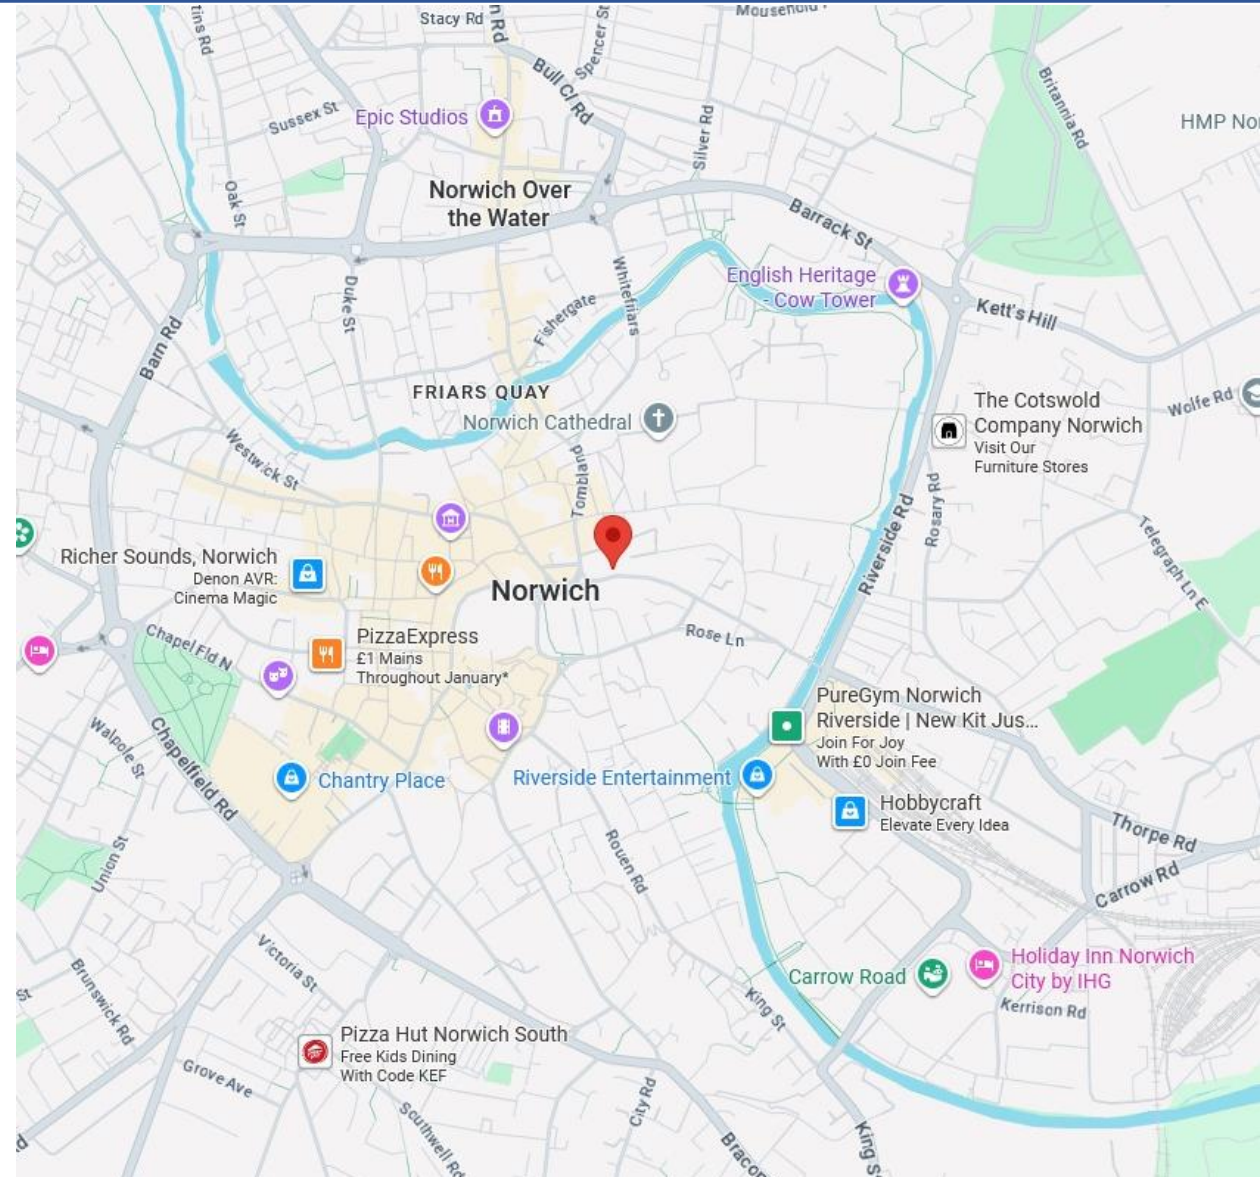 Stacy Rd
Spencer St
Bull Cl Rd
Sussex St
Epic Studios
Silver Rd
Britannia Rd
Oak St
Norwich Over
the Water
Barrack St
Duke St
Whitefriars
English Heritage
- Cow Tower
Kett's Hill
Fishergate
Barn Rd
FRIARS QUAY
Norwich Cathedral
The Cotswold
Company Norwich
Visit Our
Furniture Stores
Wolfe Rd
Westwick St
Tombland
Rosary Rd
Riverside Rd
Telegraph Ln E
Richer Sounds, Norwich
Denon AVR:
Cinema Magic
Norwich
Chapel Fld N
PizzaExpress
£1 Mains
Throughout January*
Rose Ln
PureGym Norwich
Riverside | New Kit Jus...
Join For Joy
With £0 Join Fee
Walpole St
Chapelfield Rd
Chantry Place
Riverside Entertainment
Hobbycraft
Elevate Every Idea
Thorpe Rd
Union St
Rouen Rd
Carrow Rd
Victoria St
Brunswick Rd
Carrow Road
Holiday Inn Norwich
City by IHG
King St
Kerrison Rd
Pizza Hut Norwich South
Free Kids Dining
With Code KEF
Grove Ave
Southwell Rd
City Rd
King S
Bracon